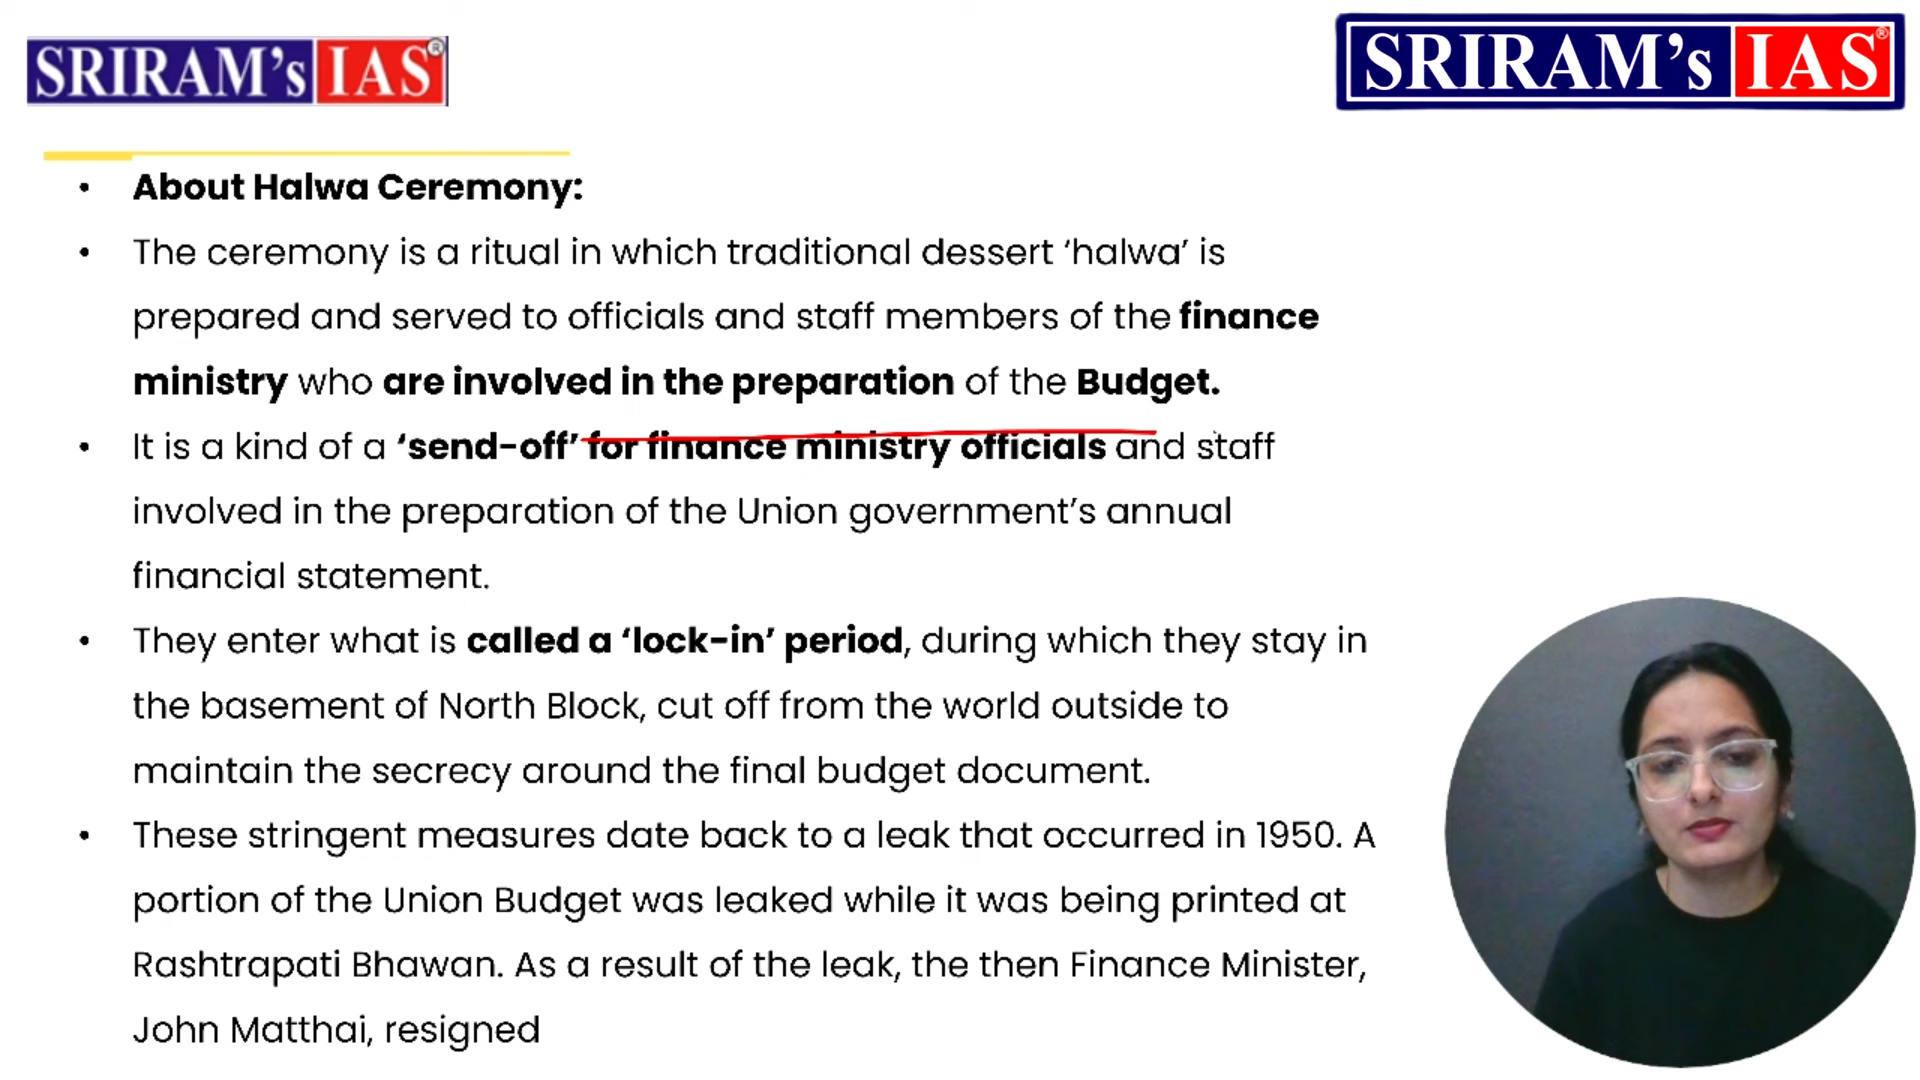 SRIRAM's IAS®
SRIRAM's IAS®
• About Halwa Ceremony:
• The ceremony is a ritual in which traditional dessert ‘halwa’ is
prepared and served to officials and staff members of the finance
ministry who are involved in the preparation of the Budget.
• It is a kind of a ‘send-off’ for finance ministry officials and staff
involved in the preparation of the Union government’s annual
financial statement.
• They enter what is called a ‘lock-in’ period, during which they stay in
the basement of North Block, cut off from the world outside to
maintain the secrecy around the final budget document.
• These stringent measures date back to a leak that occurred in 1950. A
portion of the Union Budget was leaked while it was being printed at
Rashtrapati Bhawan. As a result of the leak, the then Finance Minister,
John Matthai, resigned